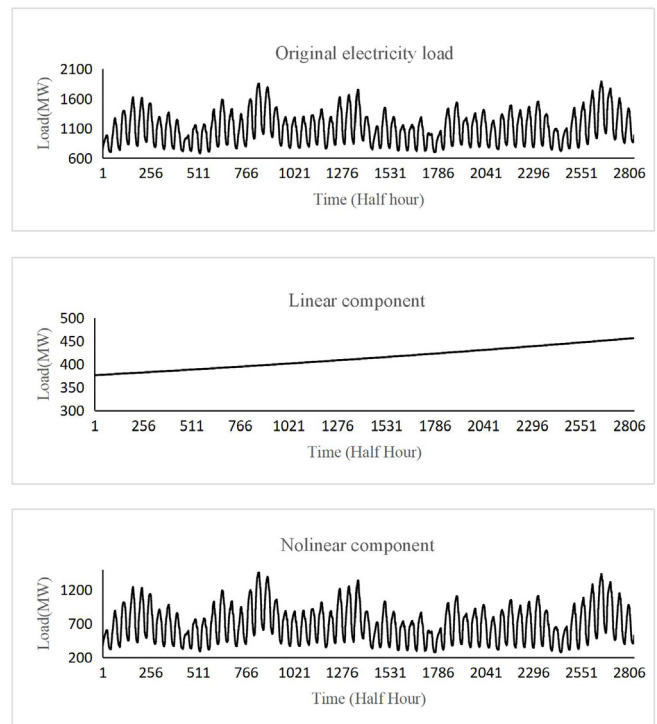 Original electricity load
2100
1600
1100
600
Load(MW)
1 256 511 766 1021 1276 1531 1786 2041 2296 2551 2806
Time (Half hour)
Linear component
500
450
400
350
300
Load(MW)
1 256 511 766 1021 1276 1531 1786 2041 2296 2551 2806
Time (Half Hour)
Nolinear component
1200
700
200
Load(MW)
1 256 511 766 1021 1276 1531 1786 2041 2296 2551 2806
Time (Half Hour)